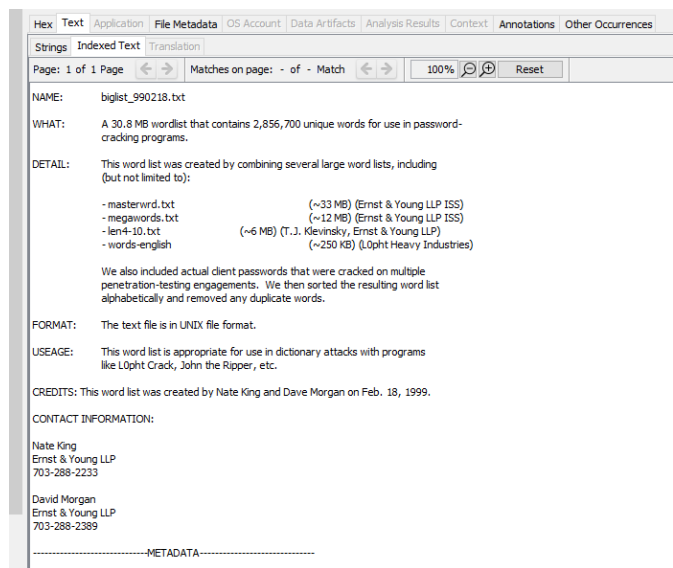 Hex Text Application File Metadata OS Account Data Artifacts Analysis Results Context Annotations Other Occurrences
Strings Indexed Text Translation
Page: 1 of 1 Page Matches on page: - of - Match 100% Reset
NAME: biglist_990218.txt
WHAT: A 30.8 MB wordlist that contains 2,856,700 unique words for use in password-
cracking programs.
DETAIL: This word list was created by combining several large word lists, including
(but not limited to):
- masterwrd.txt (~33 MB) (Ernst & Young LLP ISS)
- megawords.txt (~12 MB) (Ernst & Young LLP ISS)
- len4-10.txt (~6 MB) (T.J. Klevinsky, Ernst & Young LLP)
- words-english (~250 KB) (L0pht Heavy Industries)
We also included actual client passwords that were cracked on multiple
penetration-testing engagements. We then sorted the resulting word list
alphabetically and removed any duplicate words.
FORMAT: The text file is in UNIX file format.
USEAGE: This word list is appropriate for use in dictionary attacks with programs
like L0pht Crack, John the Ripper, etc.
CREDITS: This word list was created by Nate King and Dave Morgan on Feb. 18, 1999.
CONTACT INFORMATION:
Nate King
Ernst & Young LLP
703-288-2233
David Morgan
Ernst & Young LLP
703-288-2389
------------------------------METADATA------------------------------